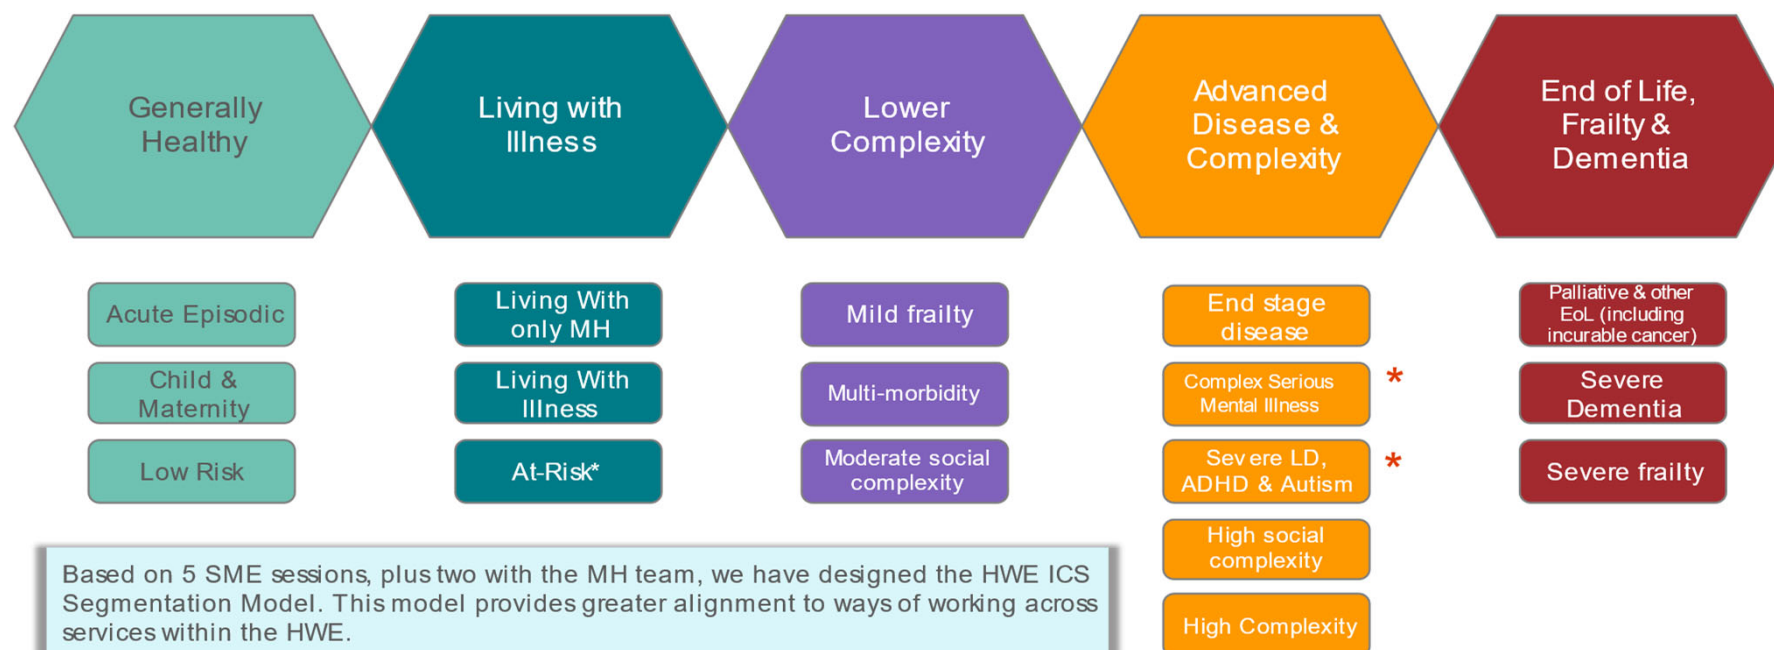 Generally
Healthy
Living with
Illness
Lower
Complexity
Advanced
Disease &
Complexity
End of Life,
Frailty &
Dementia
Acute Episodic
Child &
Maternity
Low Risk
Living With
only MH
Living With
Illness
At-Risk*
Mild frailty
Multi-morbidity
Moderate social
complexity
End stage
disease
Complex Serious
Mental Illness
*
Severe LD,
ADHD & Autism
*
High social
complexity
High Complexity
Palliative & other
EoL (including
incurable cancer)
Severe
Dementia
Severe frailty
Based on 5 SME sessions, plus two with the MH team, we have designed the HWE ICS
Segmentation Model. This model provides greater alignment to ways of working across
services within the HWE.